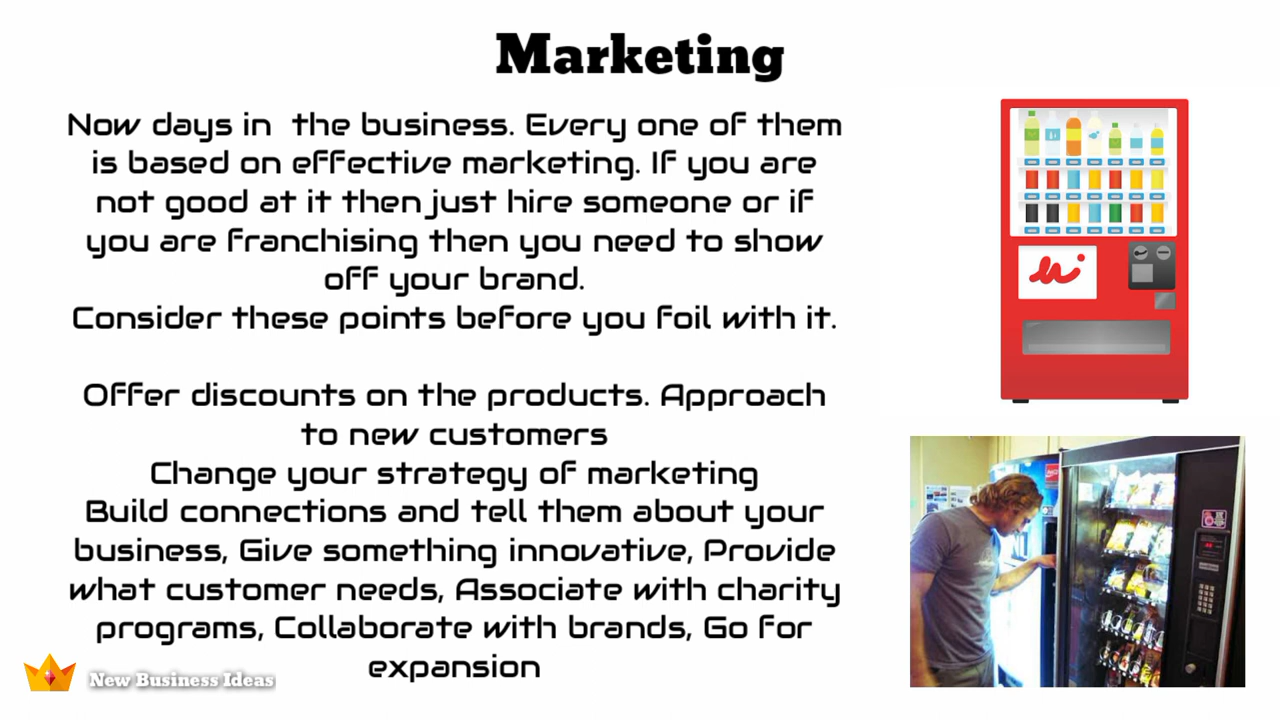 Marketing
Now days in  the business. Every one of them
is based on effective marketing. If you are
not good at it then just hire someone or if
you are franchising then you need to show
off your brand.
Consider these points before you foil with it.
Offer discounts on the products. Approach
to new customers
Change your strategy of marketing
Build connections and tell them about your
business, Give something innovative, Provide
what customer needs, Associate with charity
programs, Collaborate with brands, Go for
expansion
New Business Ideas